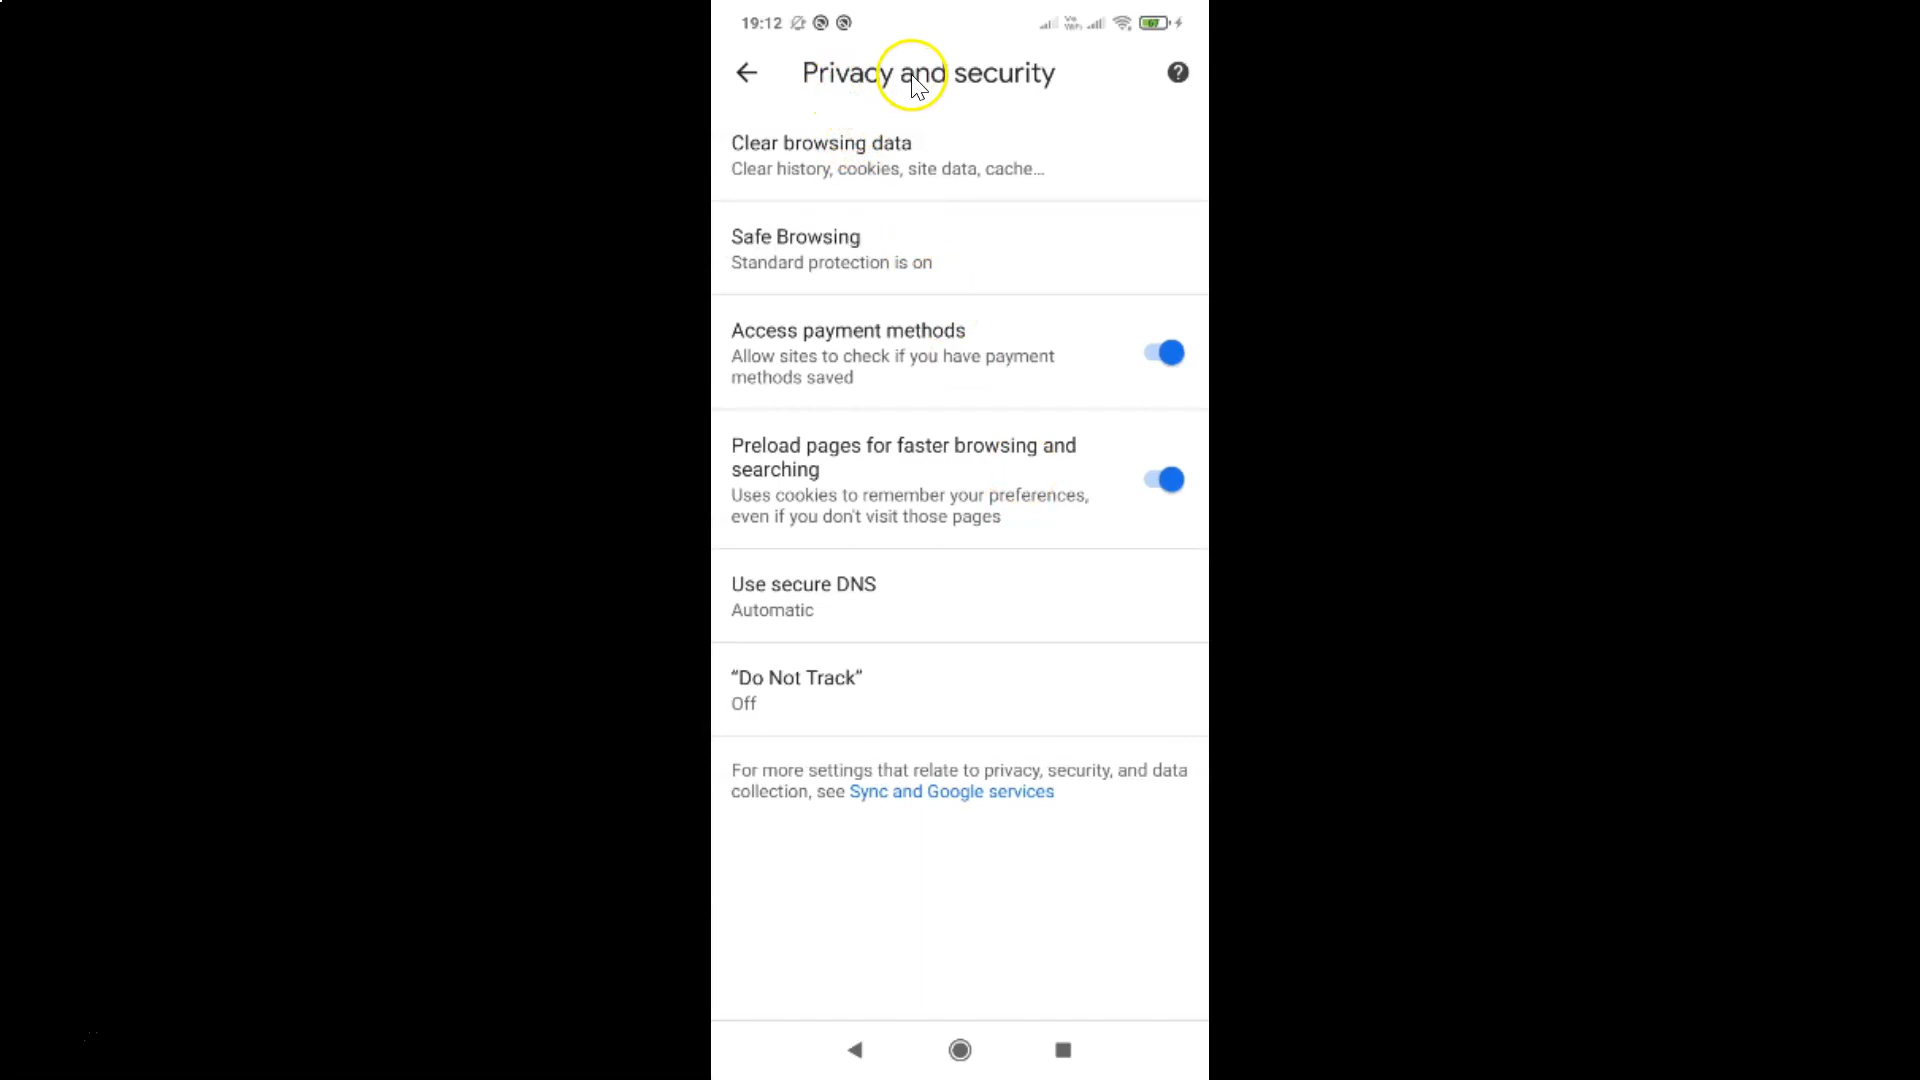 19:12
Privacy and security
Clear browsing data
Clear history, cookies, site data, cache...
Safe Browsing
Standard protection is on
Access payment methods
Allow sites to check if you have payment
methods saved
Preload pages for faster browsing and
searching
Uses cookies to remember your preferences,
even if you don't visit those pages
Use secure DNS
Automatic
“Do Not Track”
Off
For more settings that relate to privacy, security, and data
collection, see Sync and Google services